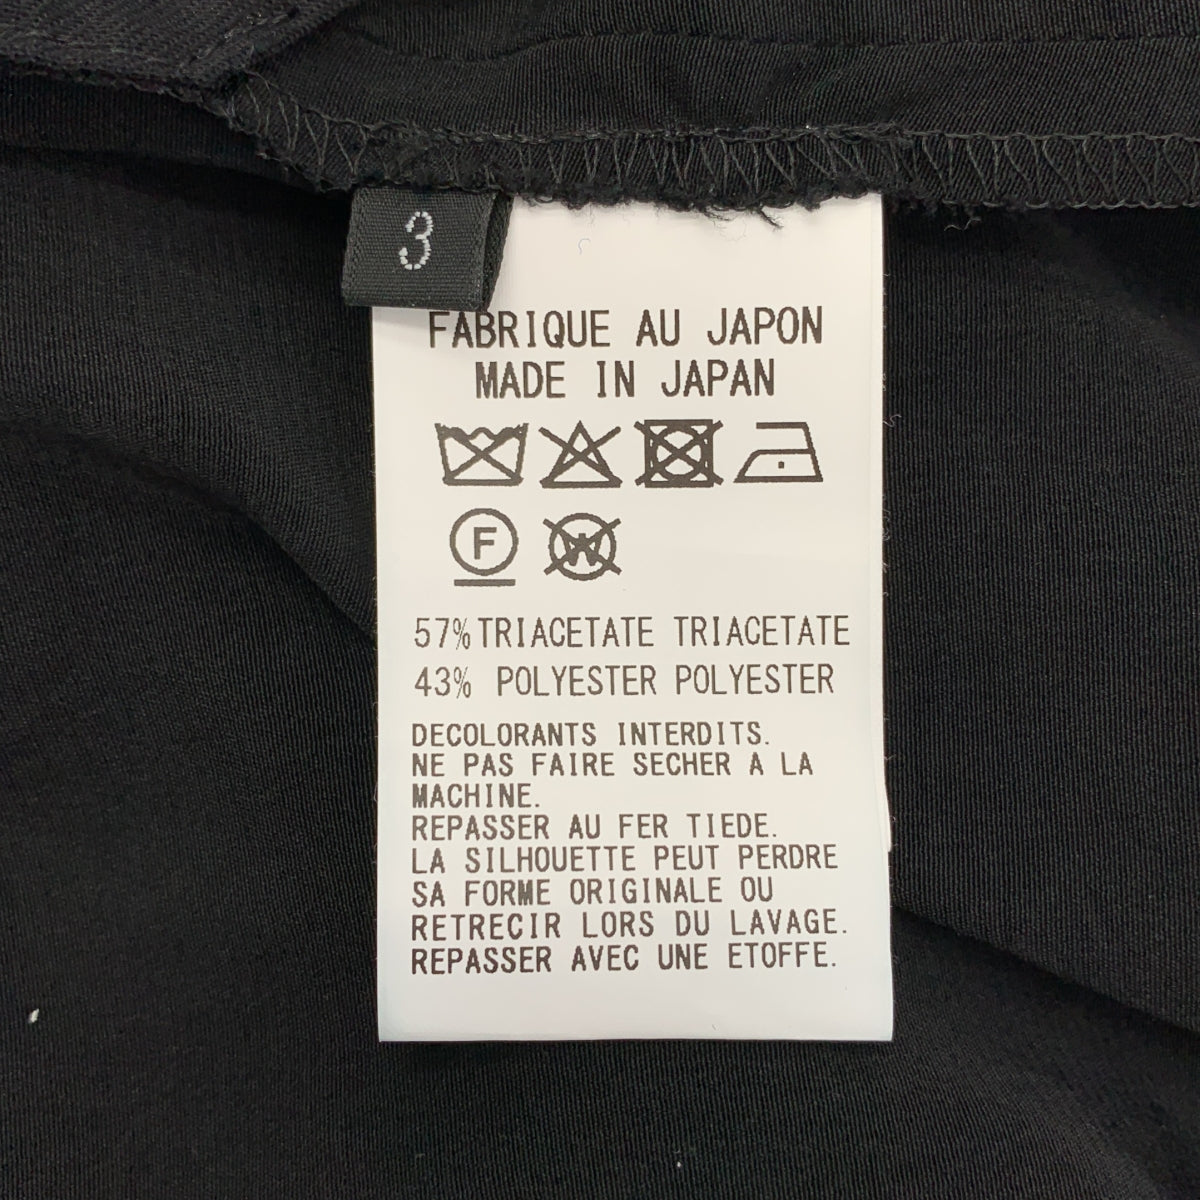 3
FABRIQUE AU JAPON
MADE IN JAPAN
F
W
57% TRIACETATE TRIACETATE
43% POLYESTER POLYESTER
DECOLORANTS INTERDITS.
NE PAS FAIRE SECHER A LA
MACHINE.
REPASSER AU FER TIEDE.
LA SILHOUETTE PEUT PERDRE
SA FORME ORIGINALE OU
RETRECIR LORS DU LAVAGE.
REPASSER AVEC UNE ETOFFE.